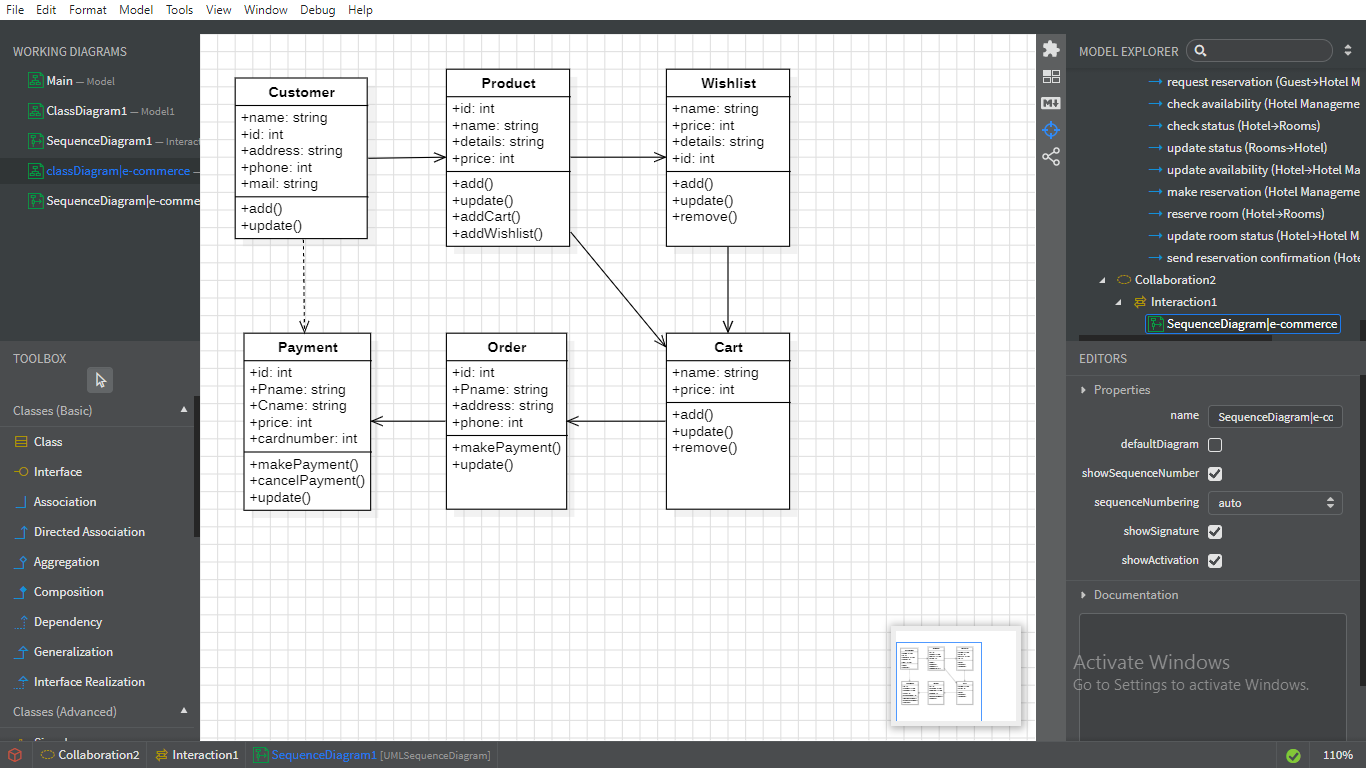 File Edit Format Model Tools View Window Debug Help
WORKING DIAGRAMS
Main — Model
ClassDiagram1 — Model1
SequenceDiagram1 — Interac
classDiagram|e-commerce —
SequenceDiagram|e-comme
TOOLBOX
Classes (Basic)
Class
Interface
Association
Directed Association
Aggregation
Composition
Dependency
Generalization
Interface Realization
Classes (Advanced)
Customer
+name: string
+id: int
+address: string
+phone: int
+mail: string
+add()
+update()
Product
+id: int
+name: string
+details: string
+price: int
+add()
+update()
+addCart()
+addWishlist()
Wishlist
+name: string
+price: int
+details: string
+id: int
+add()
+update()
+remove()
Payment
+id: int
+Pname: string
+Cname: string
+price: int
+cardnumber: int
+makePayment()
+cancelPayment()
+update()
Order
+id: int
+Pname: string
+address: string
+phone: int
+makePayment()
+update()
Cart
+name: string
+price: int
+add()
+update()
+remove()
MODEL EXPLORER
request reservation (Guest→Hotel M
check availability (Hotel Manageme
check status (Hotel→Rooms)
update status (Rooms→Hotel)
update availability (Hotel→Hotel Ma
make reservation (Hotel Manageme
reserve room (Hotel→Rooms)
update room status (Hotel→Hotel M
send reservation confirmation (Hote
Collaboration2
Interaction1
SequenceDiagram|e-commerce
EDITORS
Properties
name SequenceDiagram|e-cc
defaultDiagram
showSequenceNumber
sequenceNumbering auto
showSignature
showActivation
Documentation
Activate Windows
Go to Settings to activate Windows.
Collaboration2 Interaction1 SequenceDiagram1 [UMLSequenceDiagram] 110%